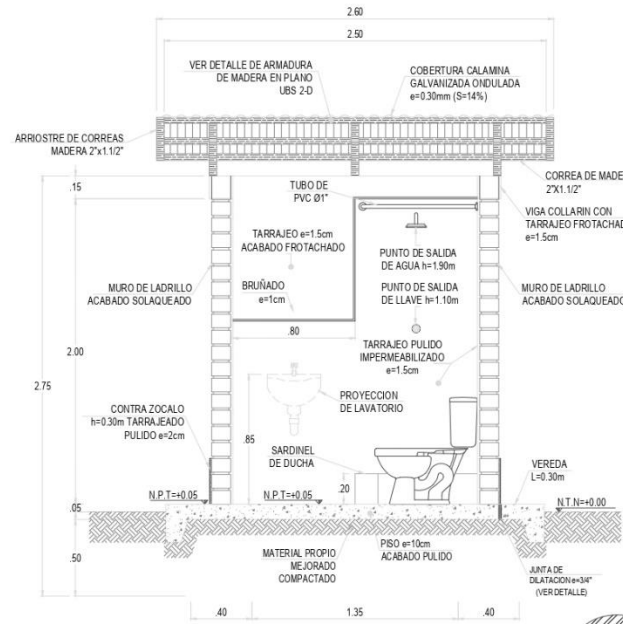 2.60
2.50
VER DETALLE DE ARMADURA
DE MADERA EN PLANO
UBS 2-D
COBERTURA CALAMINA
GALVANIZADA ONDULADA
e=0.30mm (S=14%)
ARRIOSTRE DE CORREAS
MADERA 2"x1.1/2"
CORREA DE MADE
2"X1.1/2"
.15
TUBO DE
PVC Ø1"
VIGA COLLARIN CON
TARRAJEO FROTACHAD
e=1.5cm
TARRAJEO e=1.5cm
ACABADO FROTACHADO
PUNTO DE SALIDA
DE AGUA h=1.90m
MURO DE LADRILLO
ACABADO SOLAQUEADO
BRUÑADO
e=1cm
PUNTO DE SALIDA
DE LLAVE h=1.10m
MURO DE LADRILLO
ACABADO SOLAQUEADO
.80
TARRAJEO PULIDO
IMPERMEABILIZADO
e=1.5cm
2.00
2.75
PROYECCION
DE LAVATORIO
CONTRA ZOCALO
h=0.30m TARRAJEADO
PULIDO e=2cm
.85
SARDINEL
DE DUCHA
.20
VEREDA
L=0.30m
N.P.T=+0.05
N.P.T=+0.05
N.T.N=+0.00
.05
.50
MATERIAL PROPIO
MEJORADO
COMPACTADO
PISO e=10cm
ACABADO PULIDO
JUNTA DE
DILATACION e=3/4"
(VER DETALLE)
.40
1.35
.40